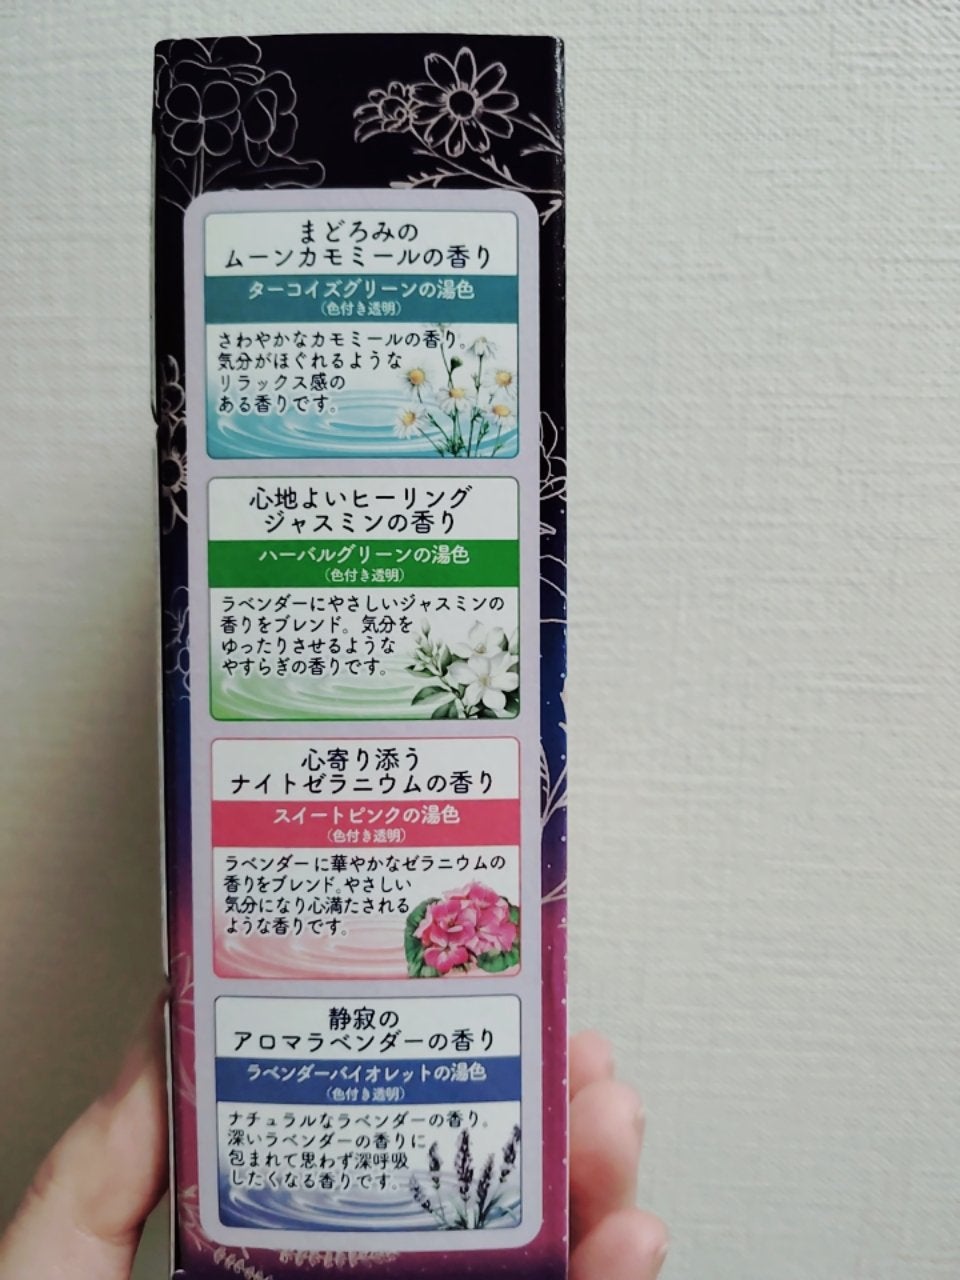 まどろみの
ムーンカモミールの香り
ターコイズグリーンの湯色
(色付き透明)
さわやかなカモミールの香り。
気分がほぐれるような
リラックス感の
ある香りです。
心地よいヒーリング
ジャスミンの香り
ハーバルグリーンの湯色
(色付き透明)
ラベンダーにやさしいジャスミンの
香りをブレンド。気分を
ゆったりさせるような
やすらぎの香りです。
心寄り添う
ナイトゼラニウムの香り
スイートピンクの湯色
(色付き透明)
ラベンダーに華やかなゼラニウムの
香りをブレンド。やさしい
気分になり心満たされる
ような香りです。
静寂の
アロマラベンダーの香り
ラベンダーバイオレットの湯色
(色付き透明)
ナチュラルなラベンダーの香り。
深いラベンダーの香りに
包まれて思わず深呼吸
したくなる香りです。